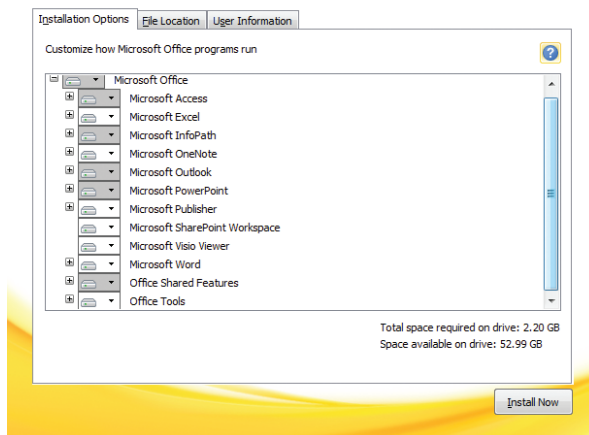 Installation Options File Location User Information
Customize how Microsoft Office programs run
?
Microsoft Office
Microsoft Access
Microsoft Excel
Microsoft InfoPath
Microsoft OneNote
Microsoft Outlook
Microsoft PowerPoint
Microsoft Publisher
Microsoft SharePoint Workspace
Microsoft Visio Viewer
Microsoft Word
Office Shared Features
Office Tools
Total space required on drive: 2.20 GB
Space available on drive: 52.99 GB
Install Now